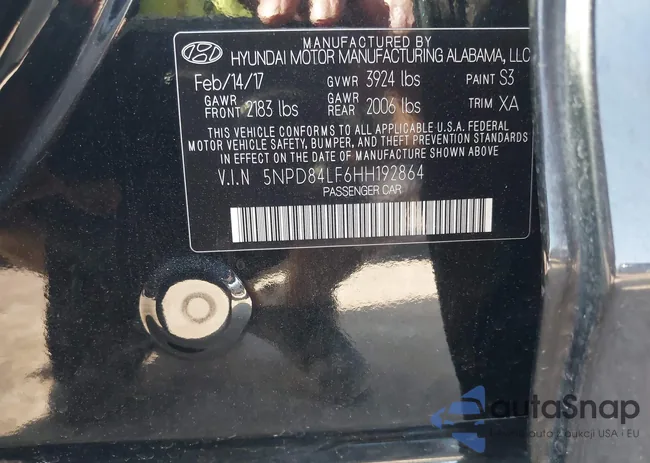 MANUFACTURED BY
HYUNDAI MOTOR MANUFACTURING ALABAMA, LLC
Feb/14/17 GVWR 3924 lbs PAINT S3
GAWR FRONT 2183 lbs GAWR REAR 2006 lbs TRIM XA
THIS VEHICLE CONFORMS TO ALL APPLICABLE U.S.A. FEDERAL
MOTOR VEHICLE SAFETY, BUMPER, AND THEFT PREVENTION STANDARDS
IN EFFECT ON THE DATE OF MANUFACTURE SHOWN ABOVE
V.I.N 5NPD84LF6HH192864
PASSENGER CAR
autaSnap
USA i EU